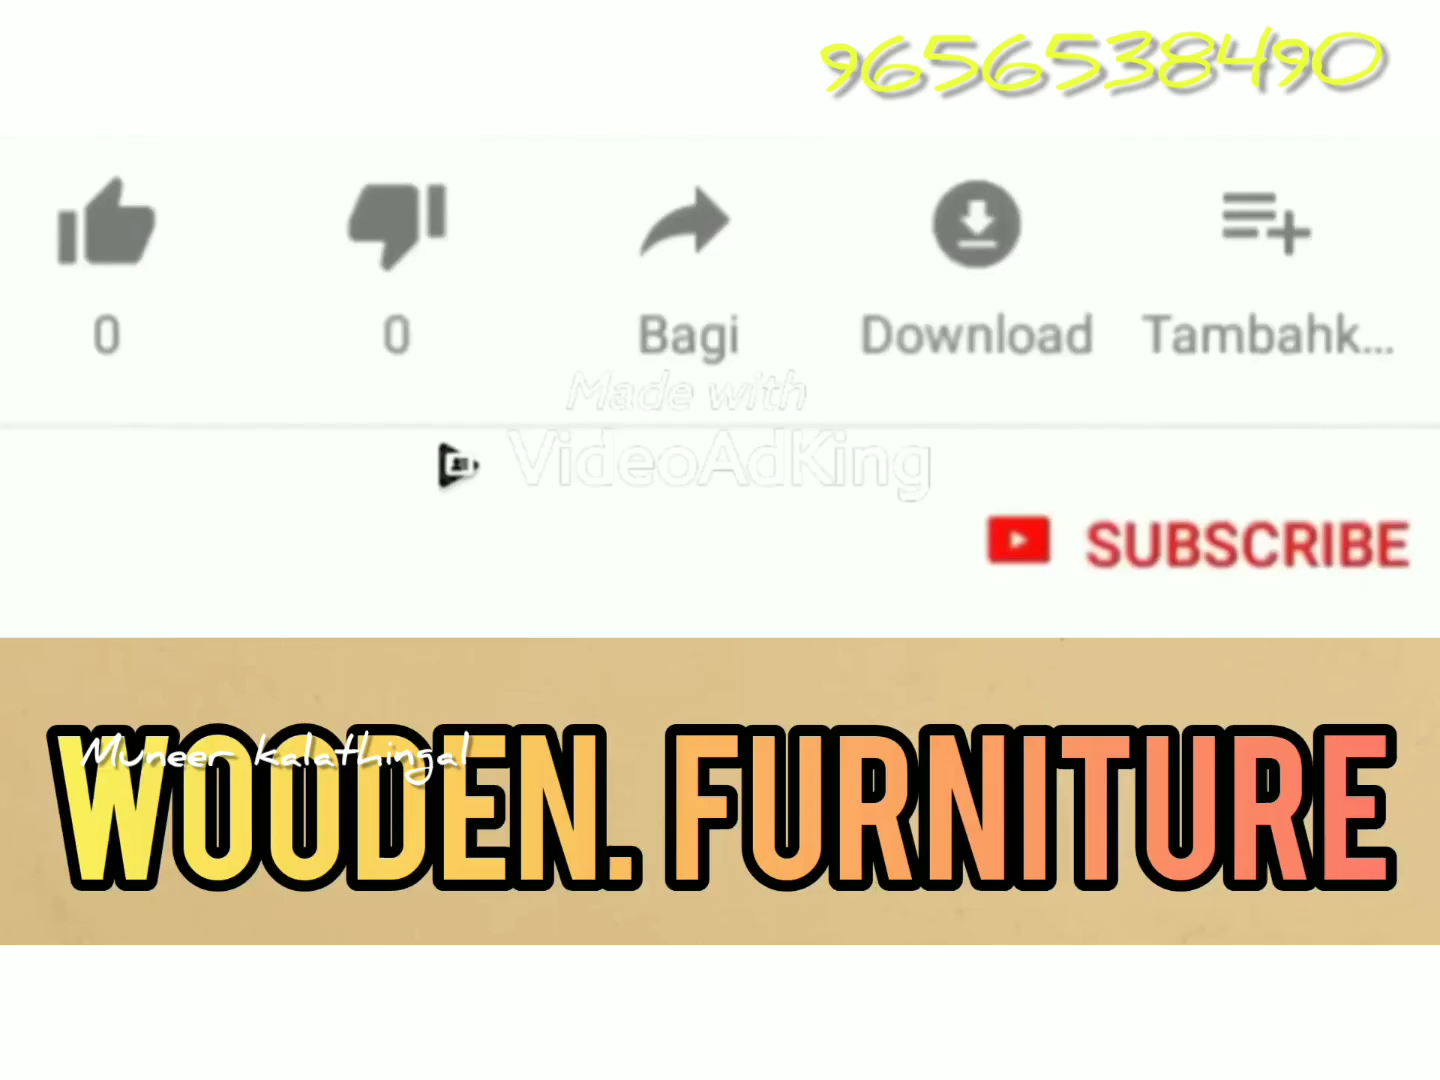 9656538490
0 0 Bagi Download Tambahk...
Made with
VideoAdKing
SUBSCRIBE
Muneer kalathingal
WOODEN. FURNITURE